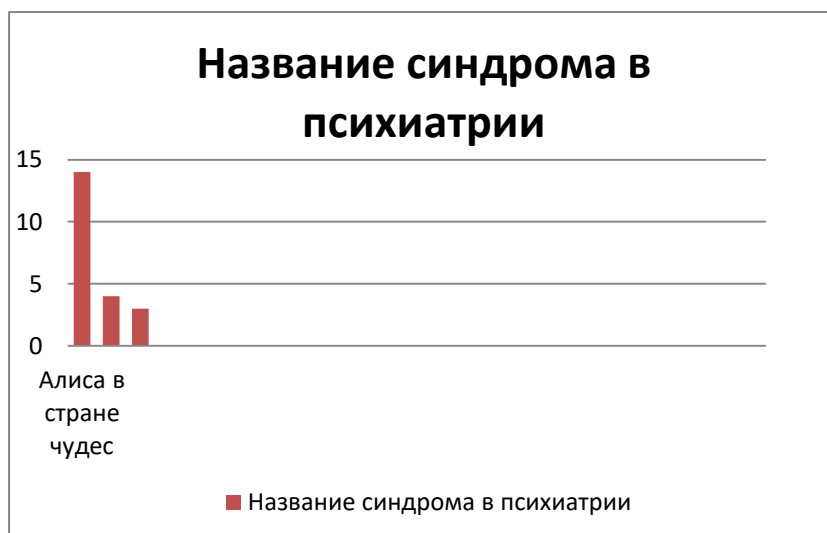 Название синдрома в
психиатрии
15
10
5
0
Алиса в
стране
чудес
Название синдрома в психиатрии